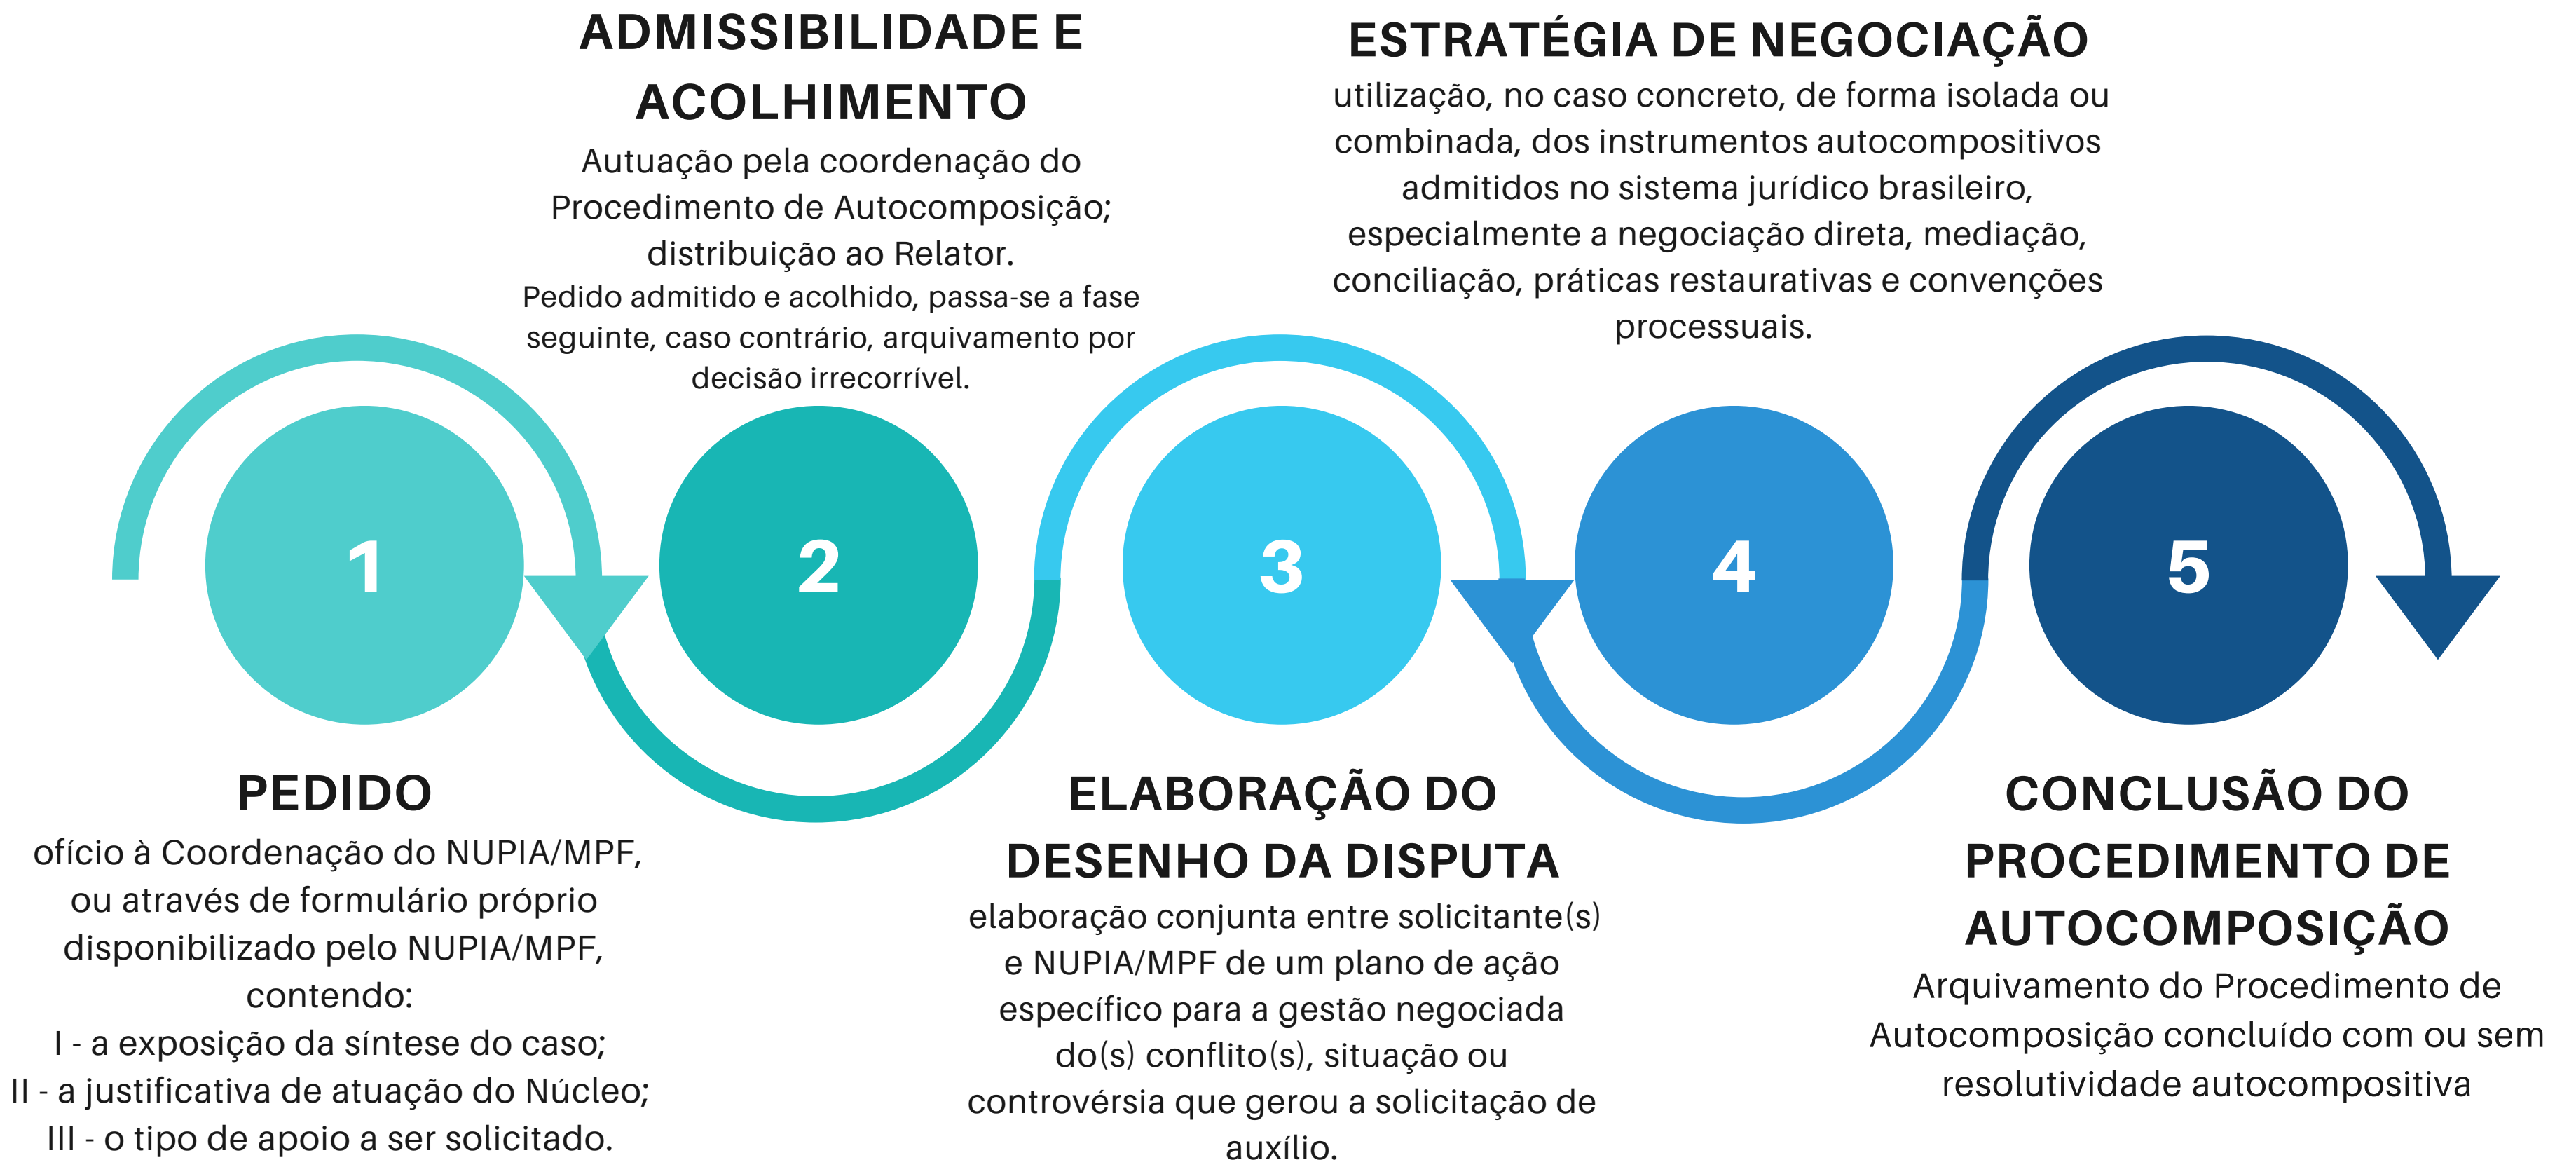 ADMISSIBILIDADE E
ACOLHIMENTO
Autuação pela coordenação do
Procedimento de Autocomposição;
distribuição ao Relator.
Pedido admitido e acolhido, passa-se a fase
seguinte, caso contrário, arquivamento por
decisão irrecorrível.
ESTRATÉGIA DE NEGOCIAÇÃO
utilização, no caso concreto, de forma isolada ou
combinada, dos instrumentos autocompositivos
admitidos no sistema jurídico brasileiro,
especialmente a negociação direta, mediação,
conciliação, práticas restaurativas e convenções
processuais.
1
2
3
4
5
PEDIDO
ofício à Coordenação do NUPIA/MPF,
ou através de formulário próprio
disponibilizado pelo NUPIA/MPF,
contendo:
I - a exposição da síntese do caso;
II - a justificativa de atuação do Núcleo;
III - o tipo de apoio a ser solicitado.
ELABORAÇÃO DO
DESENHO DA DISPUTA
elaboração conjunta entre solicitante(s)
e NUPIA/MPF de um plano de ação
específico para a gestão negociada
do(s) conflito(s), situação ou
controvérsia que gerou a solicitação de
auxílio.
CONCLUSÃO DO
PROCEDIMENTO DE
AUTOCOMPOSIÇÃO
Arquivamento do Procedimento de
Autocomposição concluído com ou sem
resolutividade autocompositiva